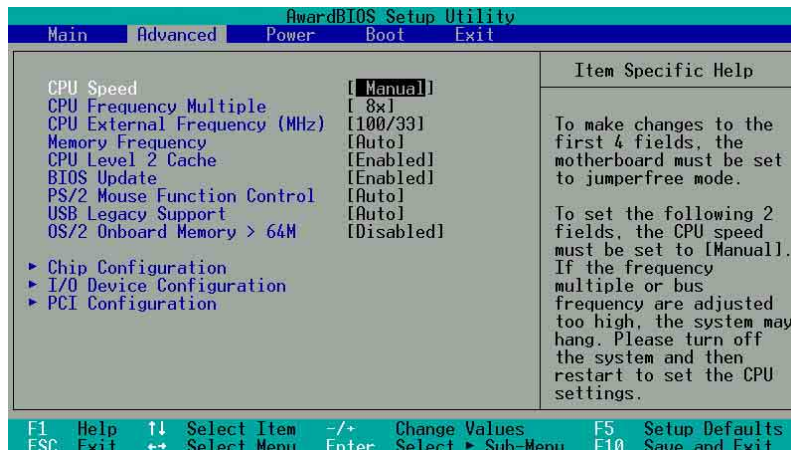 AwardBIOS Setup Utility
Main Advanced Power Boot Exit
CPU Speed [ Manual]
CPU Frequency Multiple [ 8x]
CPU External Frequency (MHz) [100/33]
Memory Frequency [Auto]
CPU Level 2 Cache [Enabled]
BIOS Update [Enabled]
PS/2 Mouse Function Control [Auto]
USB Legacy Support [Auto]
OS/2 Onboard Memory > 64M [Disabled]
▸ Chip Configuration
▸ I/O Device Configuration
▸ PCI Configuration
Item Specific Help
To make changes to the
first 4 fields, the
motherboard must be set
to jumperfree mode.
To set the following 2
fields, the CPU speed
must be set to [Manual].
If the frequency
multiple or bus
frequency are adjusted
too high, the system may
hang. Please turn off
the system and then
restart to set the CPU
settings.
F1 Help ↑↓ Select Item -/+ Change Values F5 Setup Defaults
ESC Exit ↔ Select Menu Enter Select ▸ Sub-Menu F10 Save and Exit